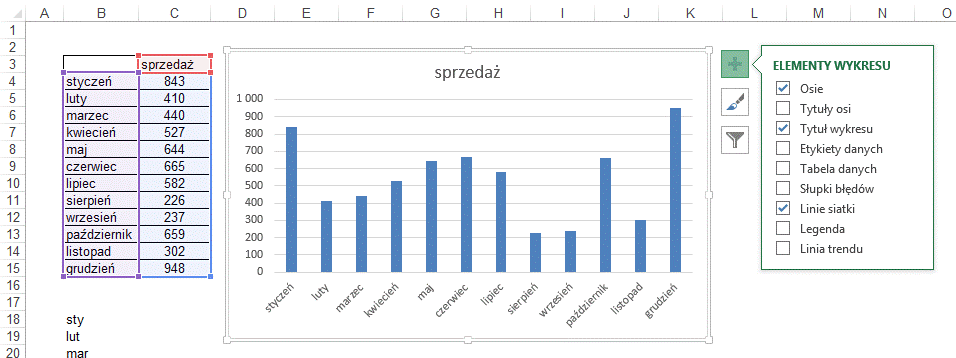 A B C D E F G H I J K L M N O
1
2
3 sprzedaż
4 styczeń 843
5 luty 410
6 marzec 440
7 kwiecień 527
8 maj 644
9 czerwiec 665
10 lipiec 582
11 sierpień 226
12 wrzesień 237
13 październik 659
14 listopad 302
15 grudzień 948
16
17
18 sty
19 lut
20 mar
sprzedaż
1 000
900
800
700
600
500
400
300
200
100
0
styczeń luty marzec kwiecień maj czerwiec lipiec sierpień wrzesień październik listopad grudzień
ELEMENTY WYKRESU
Osie
Tytuły osi
Tytuł wykresu
Etykiety danych
Tabela danych
Słupki błędów
Linie siatki
Legenda
Linia trendu